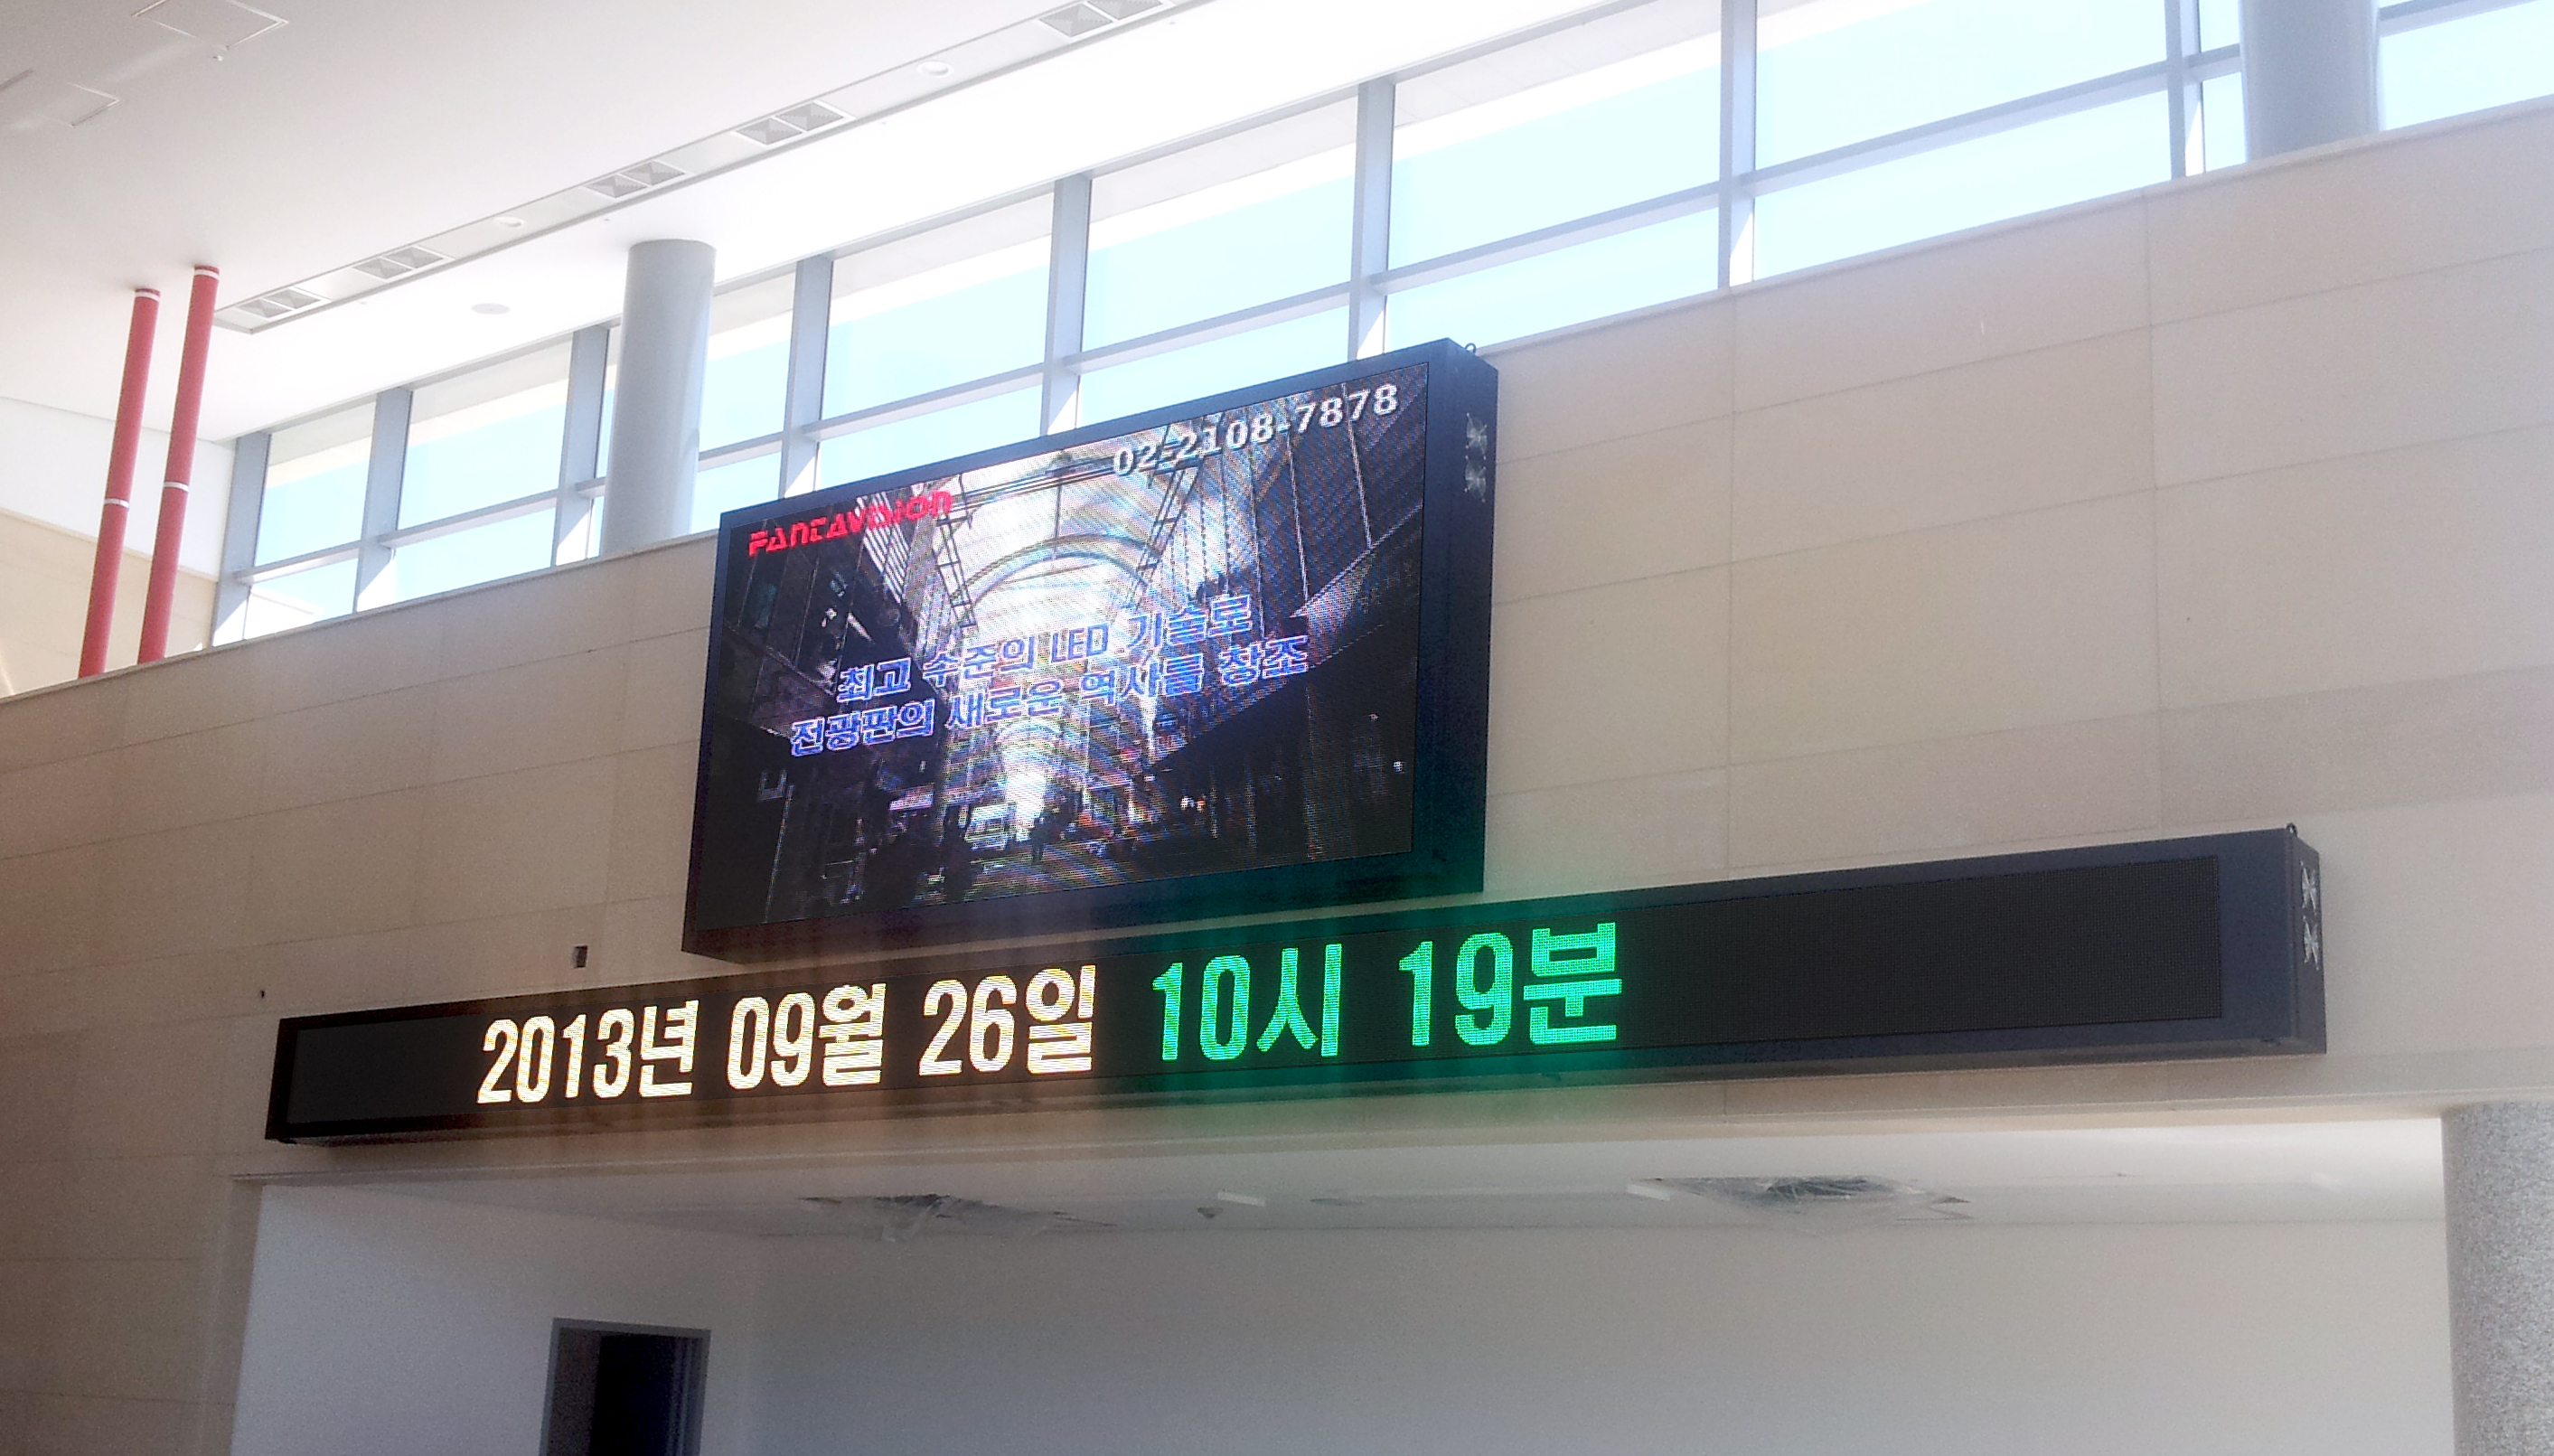 02-2108-7878
FANTAVISION
최고 수준의 LED 기술로
전광판의 새로운 역사를 창조
2013년 09월 26일 10시 19분